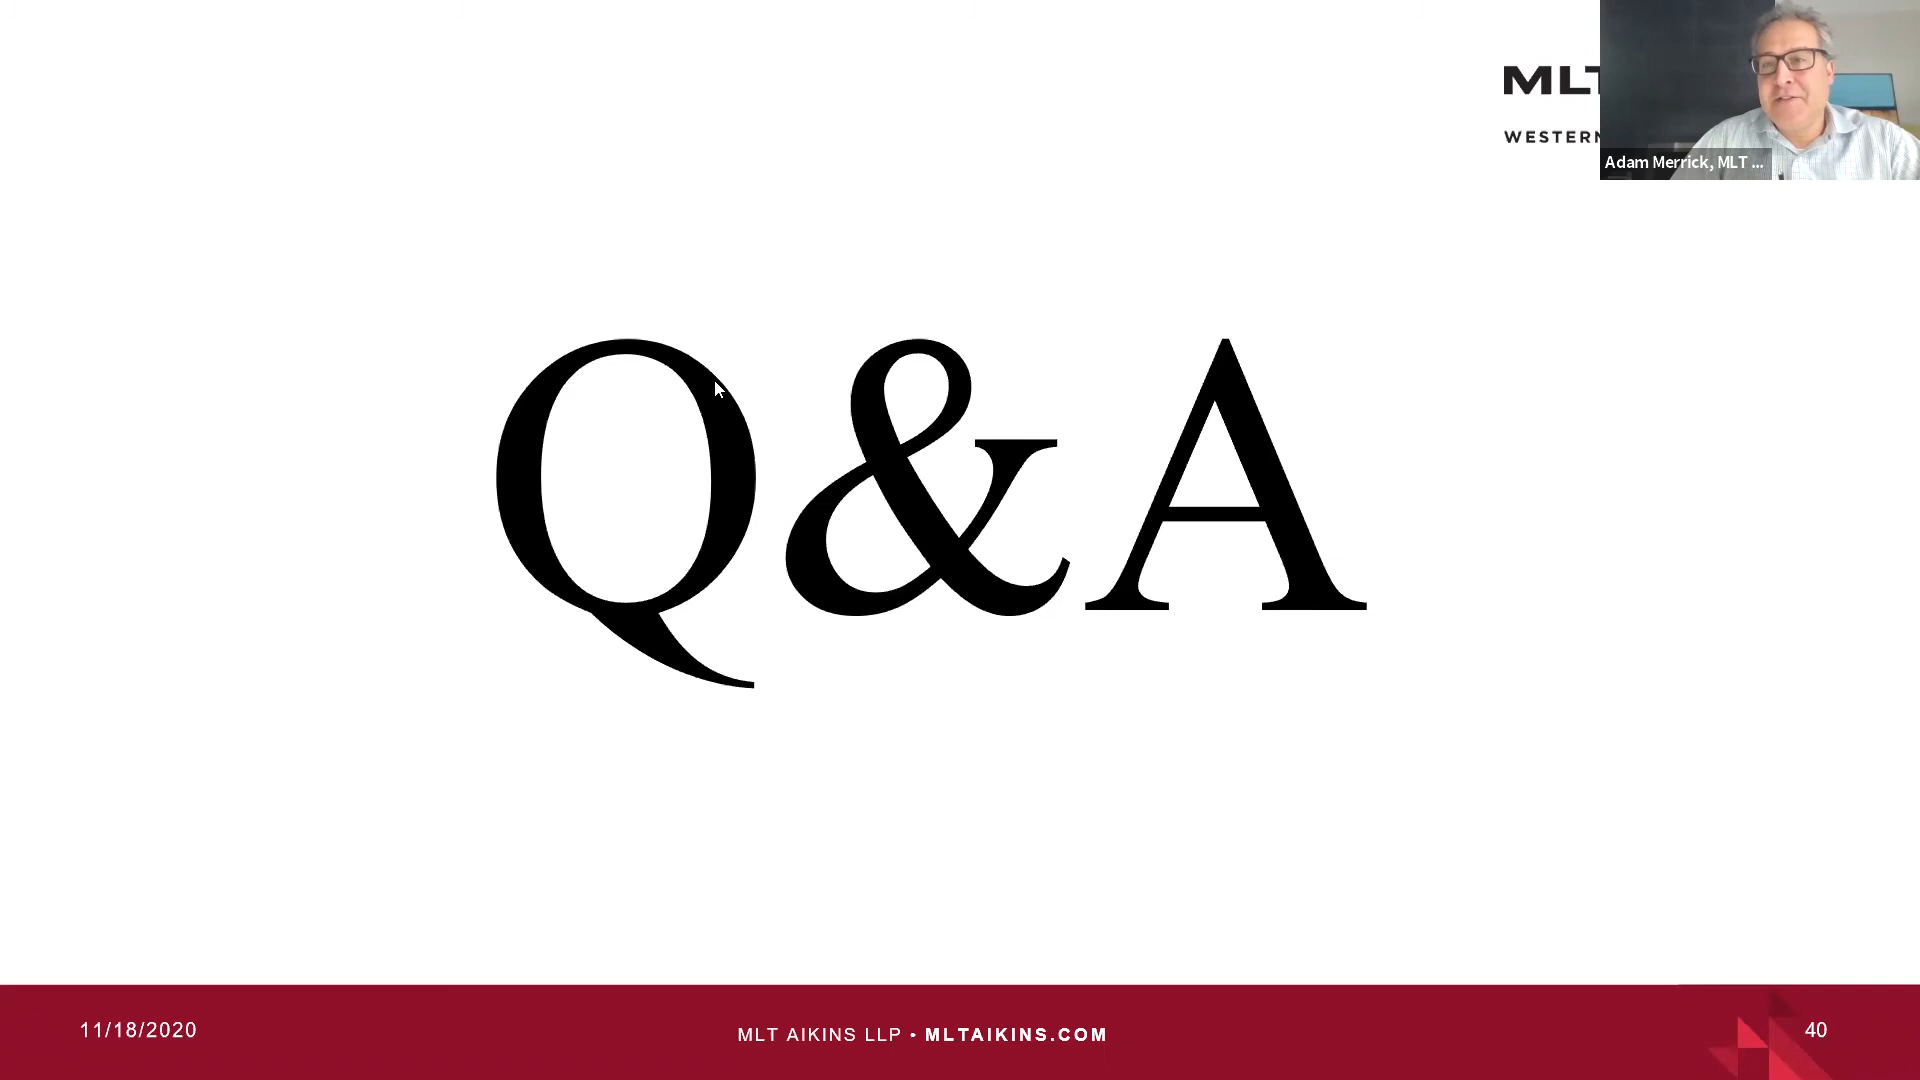 MLT
WESTERN
Adam Merrick, MLT ...
Q&A
11/18/2020
MLT AIKINS LLP • MLTAIKINS.COM
40